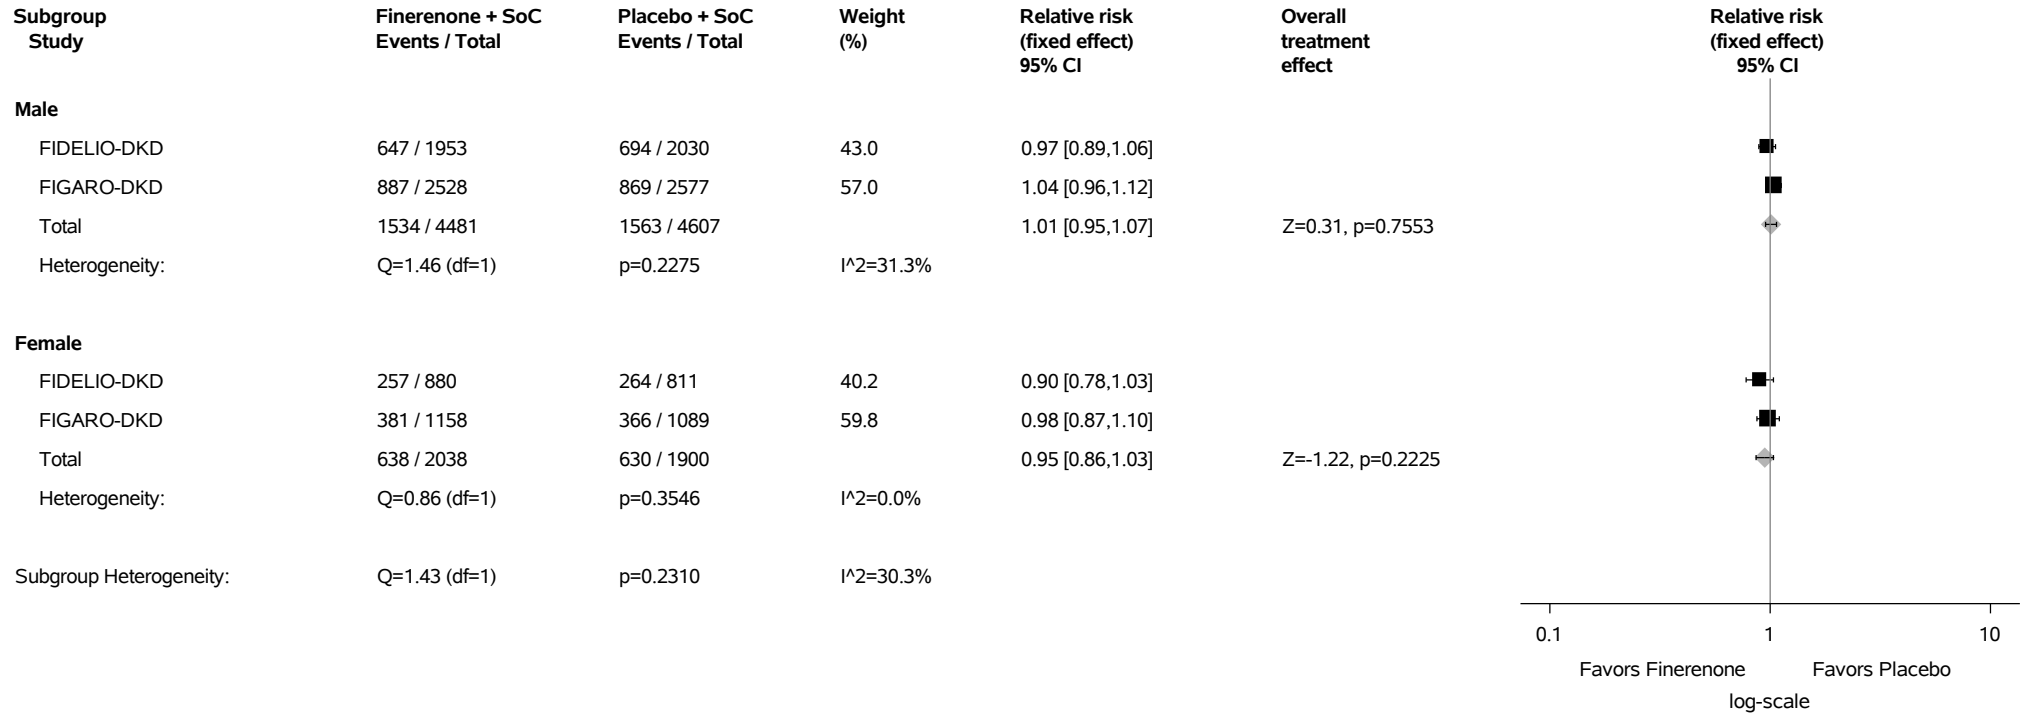 Subgroup Finerenone + SoC Placebo + SoC Weight Relative risk Overall Relative risk
Study Events / Total Events / Total (%) (fixed effect) treatment (fixed effect)
95% CI effect 95% CI
Male
FIDELIO-DKD 647 / 1953 694 / 2030 43.0 0.97 [0.89,1.06]
FIGARO-DKD 887 / 2528 869 / 2577 57.0 1.04 [0.96,1.12]
Total 1534 / 4481 1563 / 4607 1.01 [0.95,1.07] Z=0.31, p=0.7553
Heterogeneity: Q=1.46 (df=1) p=0.2275 I^2=31.3%
Female
FIDELIO-DKD 257 / 880 264 / 811 40.2 0.90 [0.78,1.03]
FIGARO-DKD 381 / 1158 366 / 1089 59.8 0.98 [0.87,1.10]
Total 638 / 2038 630 / 1900 0.95 [0.86,1.03] Z=-1.22, p=0.2225
Heterogeneity: Q=0.86 (df=1) p=0.3546 I^2=0.0%
Subgroup Heterogeneity: Q=1.43 (df=1) p=0.2310 I^2=30.3%
0.1 1 10
Favors Finerenone Favors Placebo
log-scale